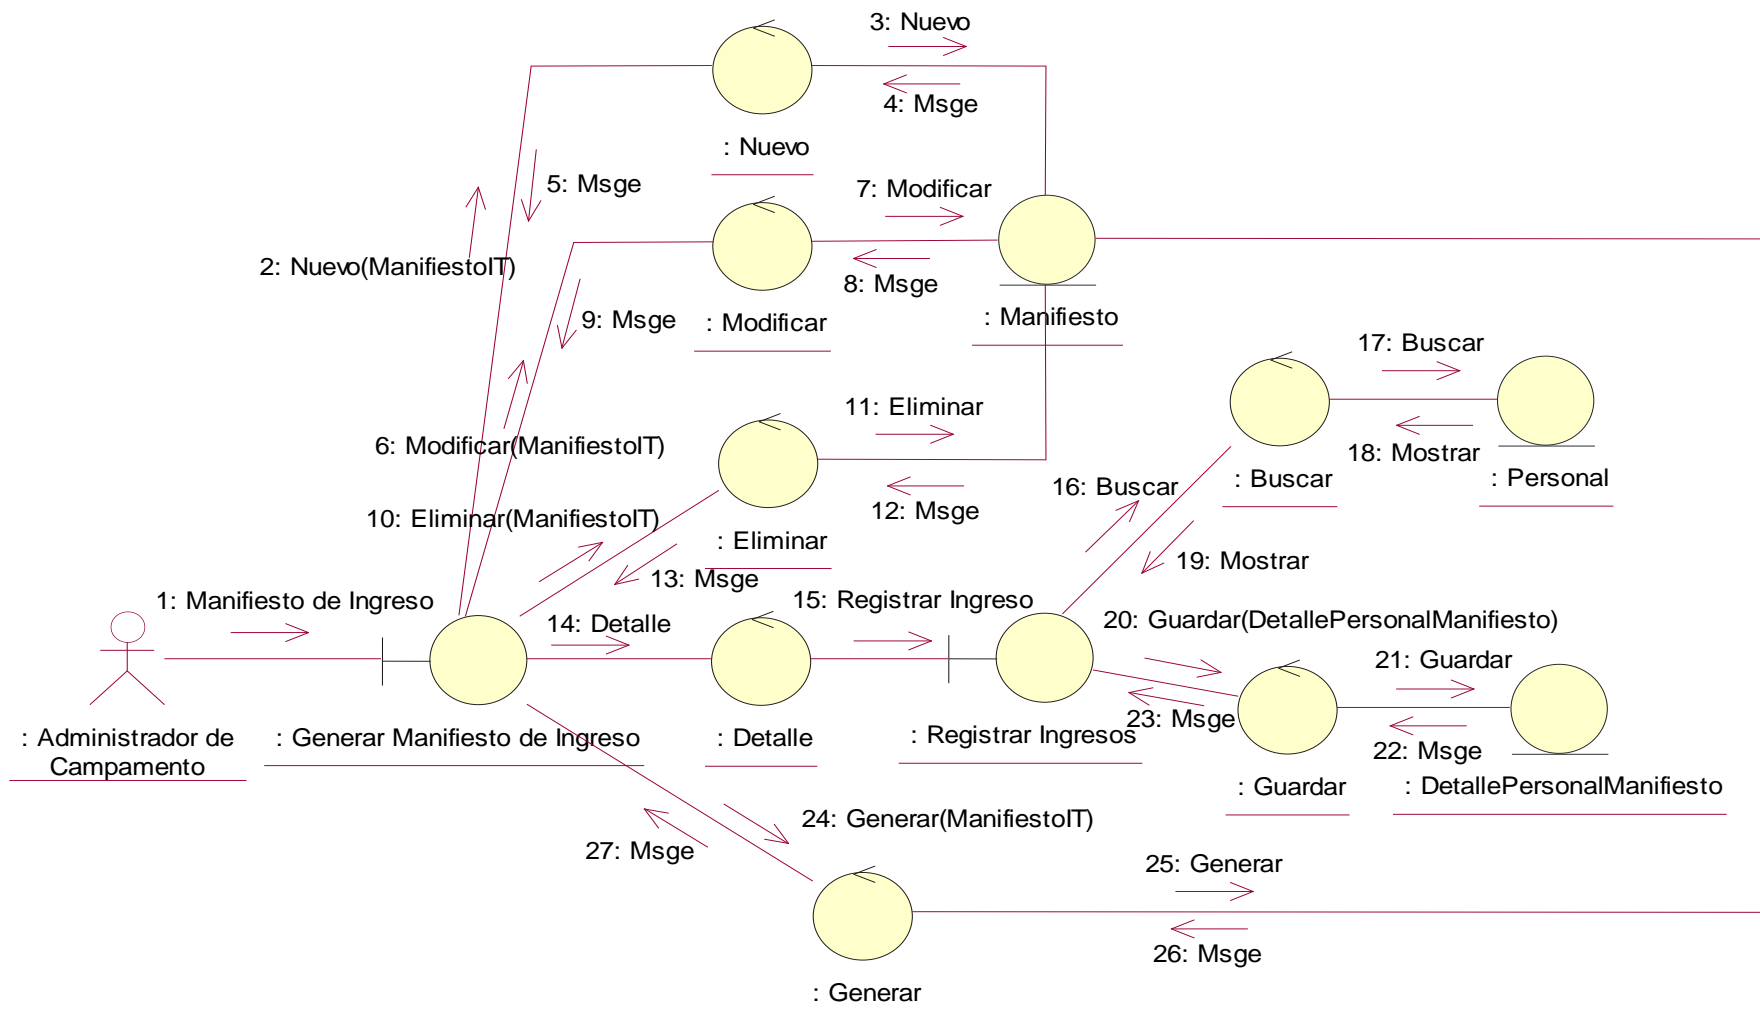 3: Nuevo
4: Msge
: Nuevo
5: Msge
7: Modificar
2: Nuevo(ManifiestoIT)
8: Msge
9: Msge
: Modificar
: Manifiesto
17: Buscar
11: Eliminar
6: Modificar(ManifiestoIT)
18: Mostrar
16: Buscar
: Buscar
: Personal
10: Eliminar(ManifiestoIT)
12: Msge
: Eliminar
19: Mostrar
13: Msge
1: Manifiesto de Ingreso
15: Registrar Ingreso
14: Detalle
20: Guardar(DetallePersonalManifiesto)
21: Guardar
23: Msge
: Administrador de
Campamento
: Generar Manifiesto de Ingreso
: Detalle
: Registrar Ingresos
22: Msge
: Guardar
: DetallePersonalManifiesto
24: Generar(ManifiestoIT)
27: Msge
25: Generar
26: Msge
: Generar